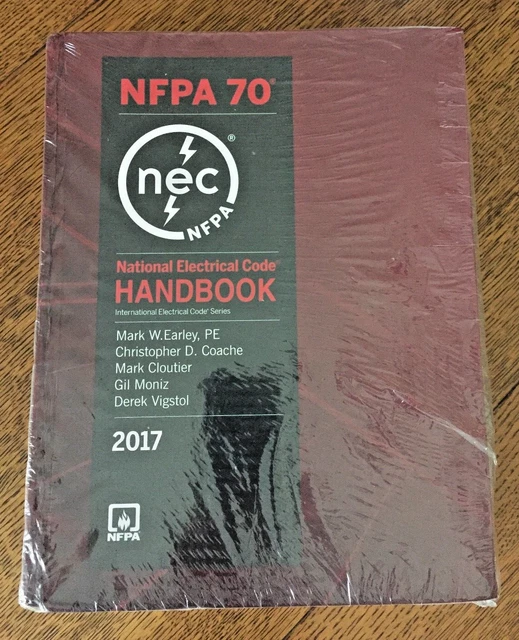 NFPA 70®
nec®
NFPA
National Electrical Code®
HANDBOOK
International Electrical Code® Series
Mark W.Earley, PE
Christopher D. Coache
Mark Cloutier
Gil Moniz
Derek Vigstol
2017
NFPA